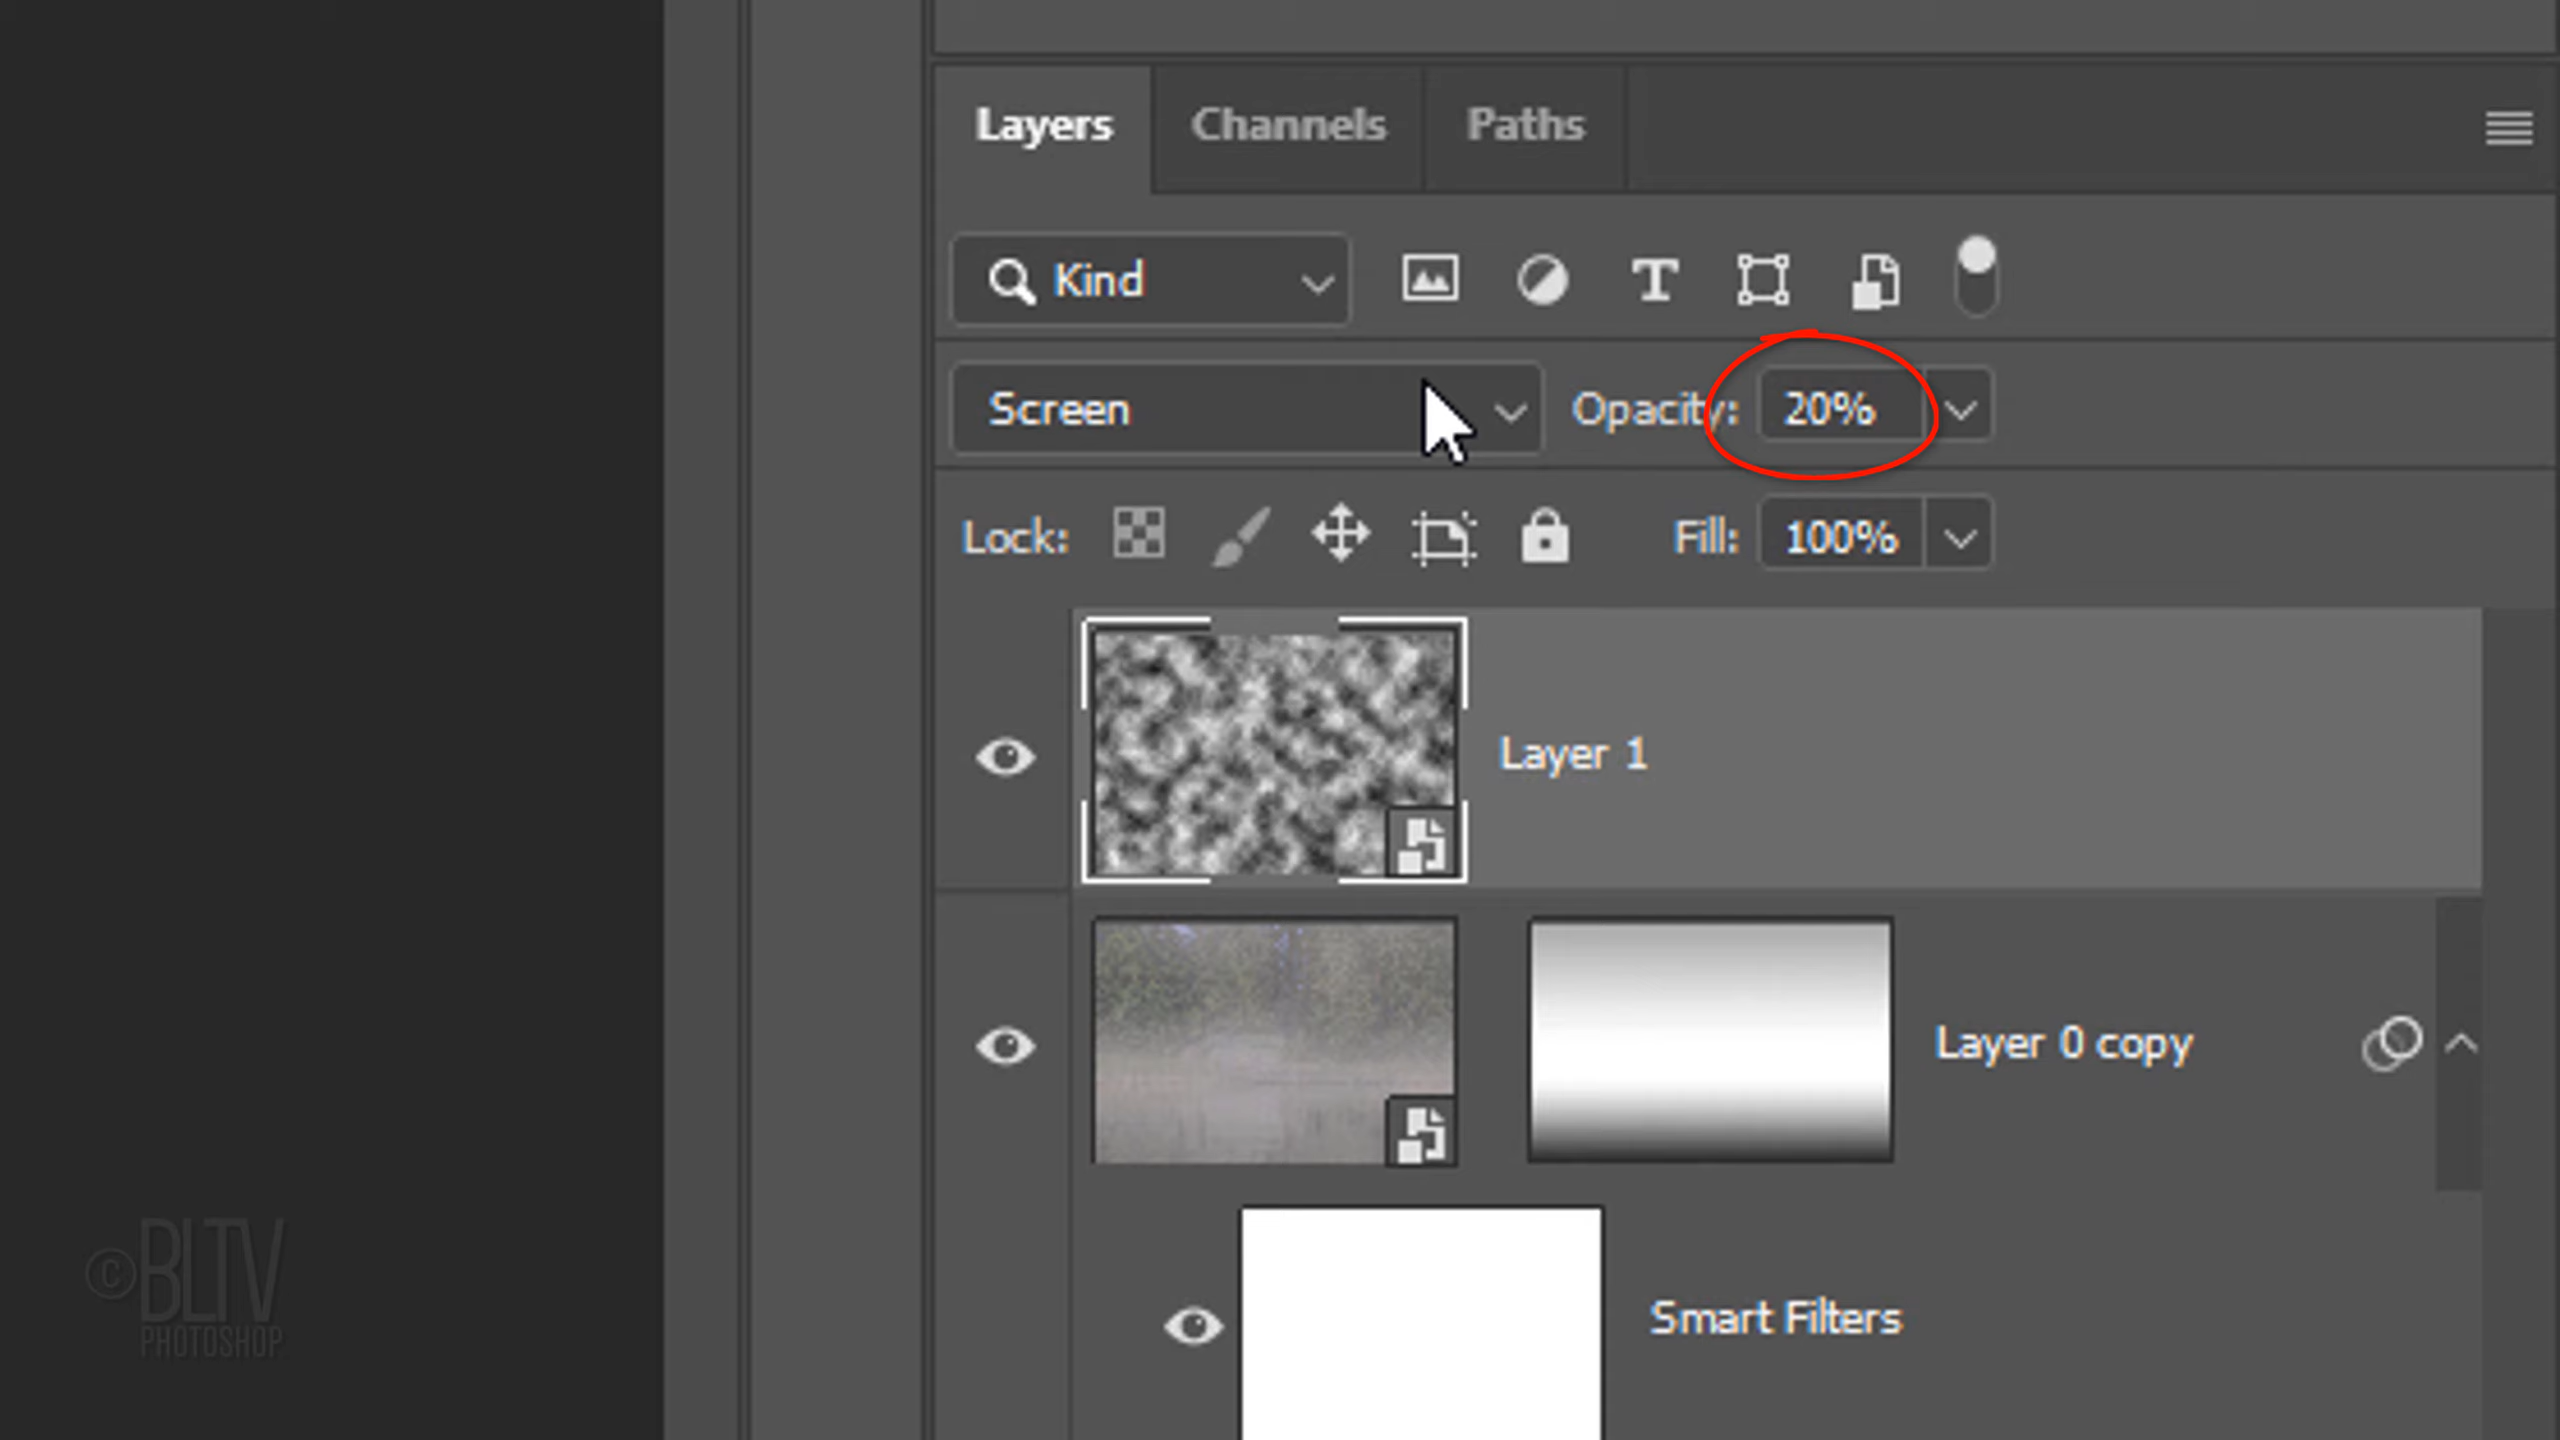 Layers Channels Paths
Kind
Screen Opacity: 20%
Lock: Fill: 100%
Layer 1
Layer 0 copy
Smart Filters
©BLTV
PHOTOSHOP